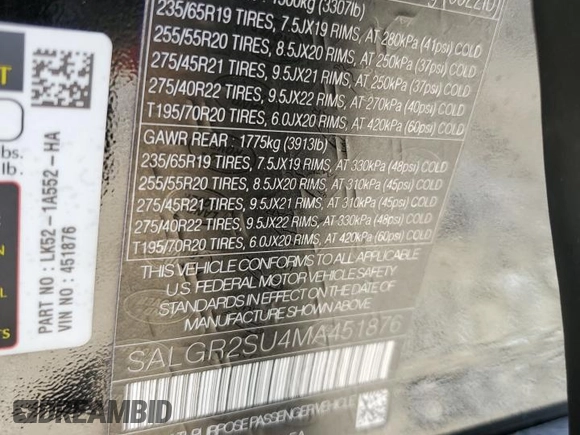 1500kg (3307lb)
235/65R19 TIRES, 7.5JX19 RIMS, AT 280kPa (41psi) COLD
255/55R20 TIRES, 8.5JX20 RIMS, AT 250kPa (37psi) COLD
275/45R21 TIRES, 9.5JX21 RIMS, AT 250kPa (37psi) COLD
275/40R22 TIRES, 9.5JX22 RIMS, AT 270kPa (40psi) COLD
T195/70R20 TIRES, 6.0JX20 RIMS, AT 420kPa (60psi) COLD
GAWR REAR : 1775kg (3913lb)
235/65R19 TIRES, 7.5JX19 RIMS, AT 330kPa (48psi) COLD
255/55R20 TIRES, 8.5JX20 RIMS, AT 310kPa (45psi) COLD
275/45R21 TIRES, 9.5JX21 RIMS, AT 310kPa (45psi) COLD
275/40R22 TIRES, 9.5JX22 RIMS, AT 330kPa (48psi) COLD
T195/70R20 TIRES, 6.0JX20 RIMS, AT 420kPa (60psi) COLD
THIS VEHICLE CONFORMS TO ALL APPLICABLE
U.S. FEDERAL MOTOR VEHICLE SAFETY
STANDARDS IN EFFECT ON THE DATE OF
MANUFACTURE SHOWN ABOVE
SALGR2SU4MA451876
PURPOSE PASSENGER VEHICLE
PART NO : LK52-1A552-HA
VIN : 451876
lbs.
lb.
DREAMBID